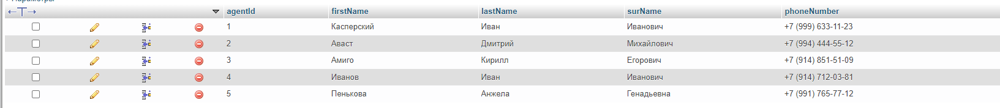 Параметры
agentId firstName lastName surName phoneNumber
1 Касперский Иван Иванович +7 (999) 633-11-23
2 Аваст Дмитрий Михайлович +7 (994) 444-55-12
3 Амиго Кирилл Егорович +7 (914) 851-51-09
4 Иванов Иван Иванович +7 (914) 712-03-81
5 Пенькова Анжела Генадьевна +7 (991) 765-77-12